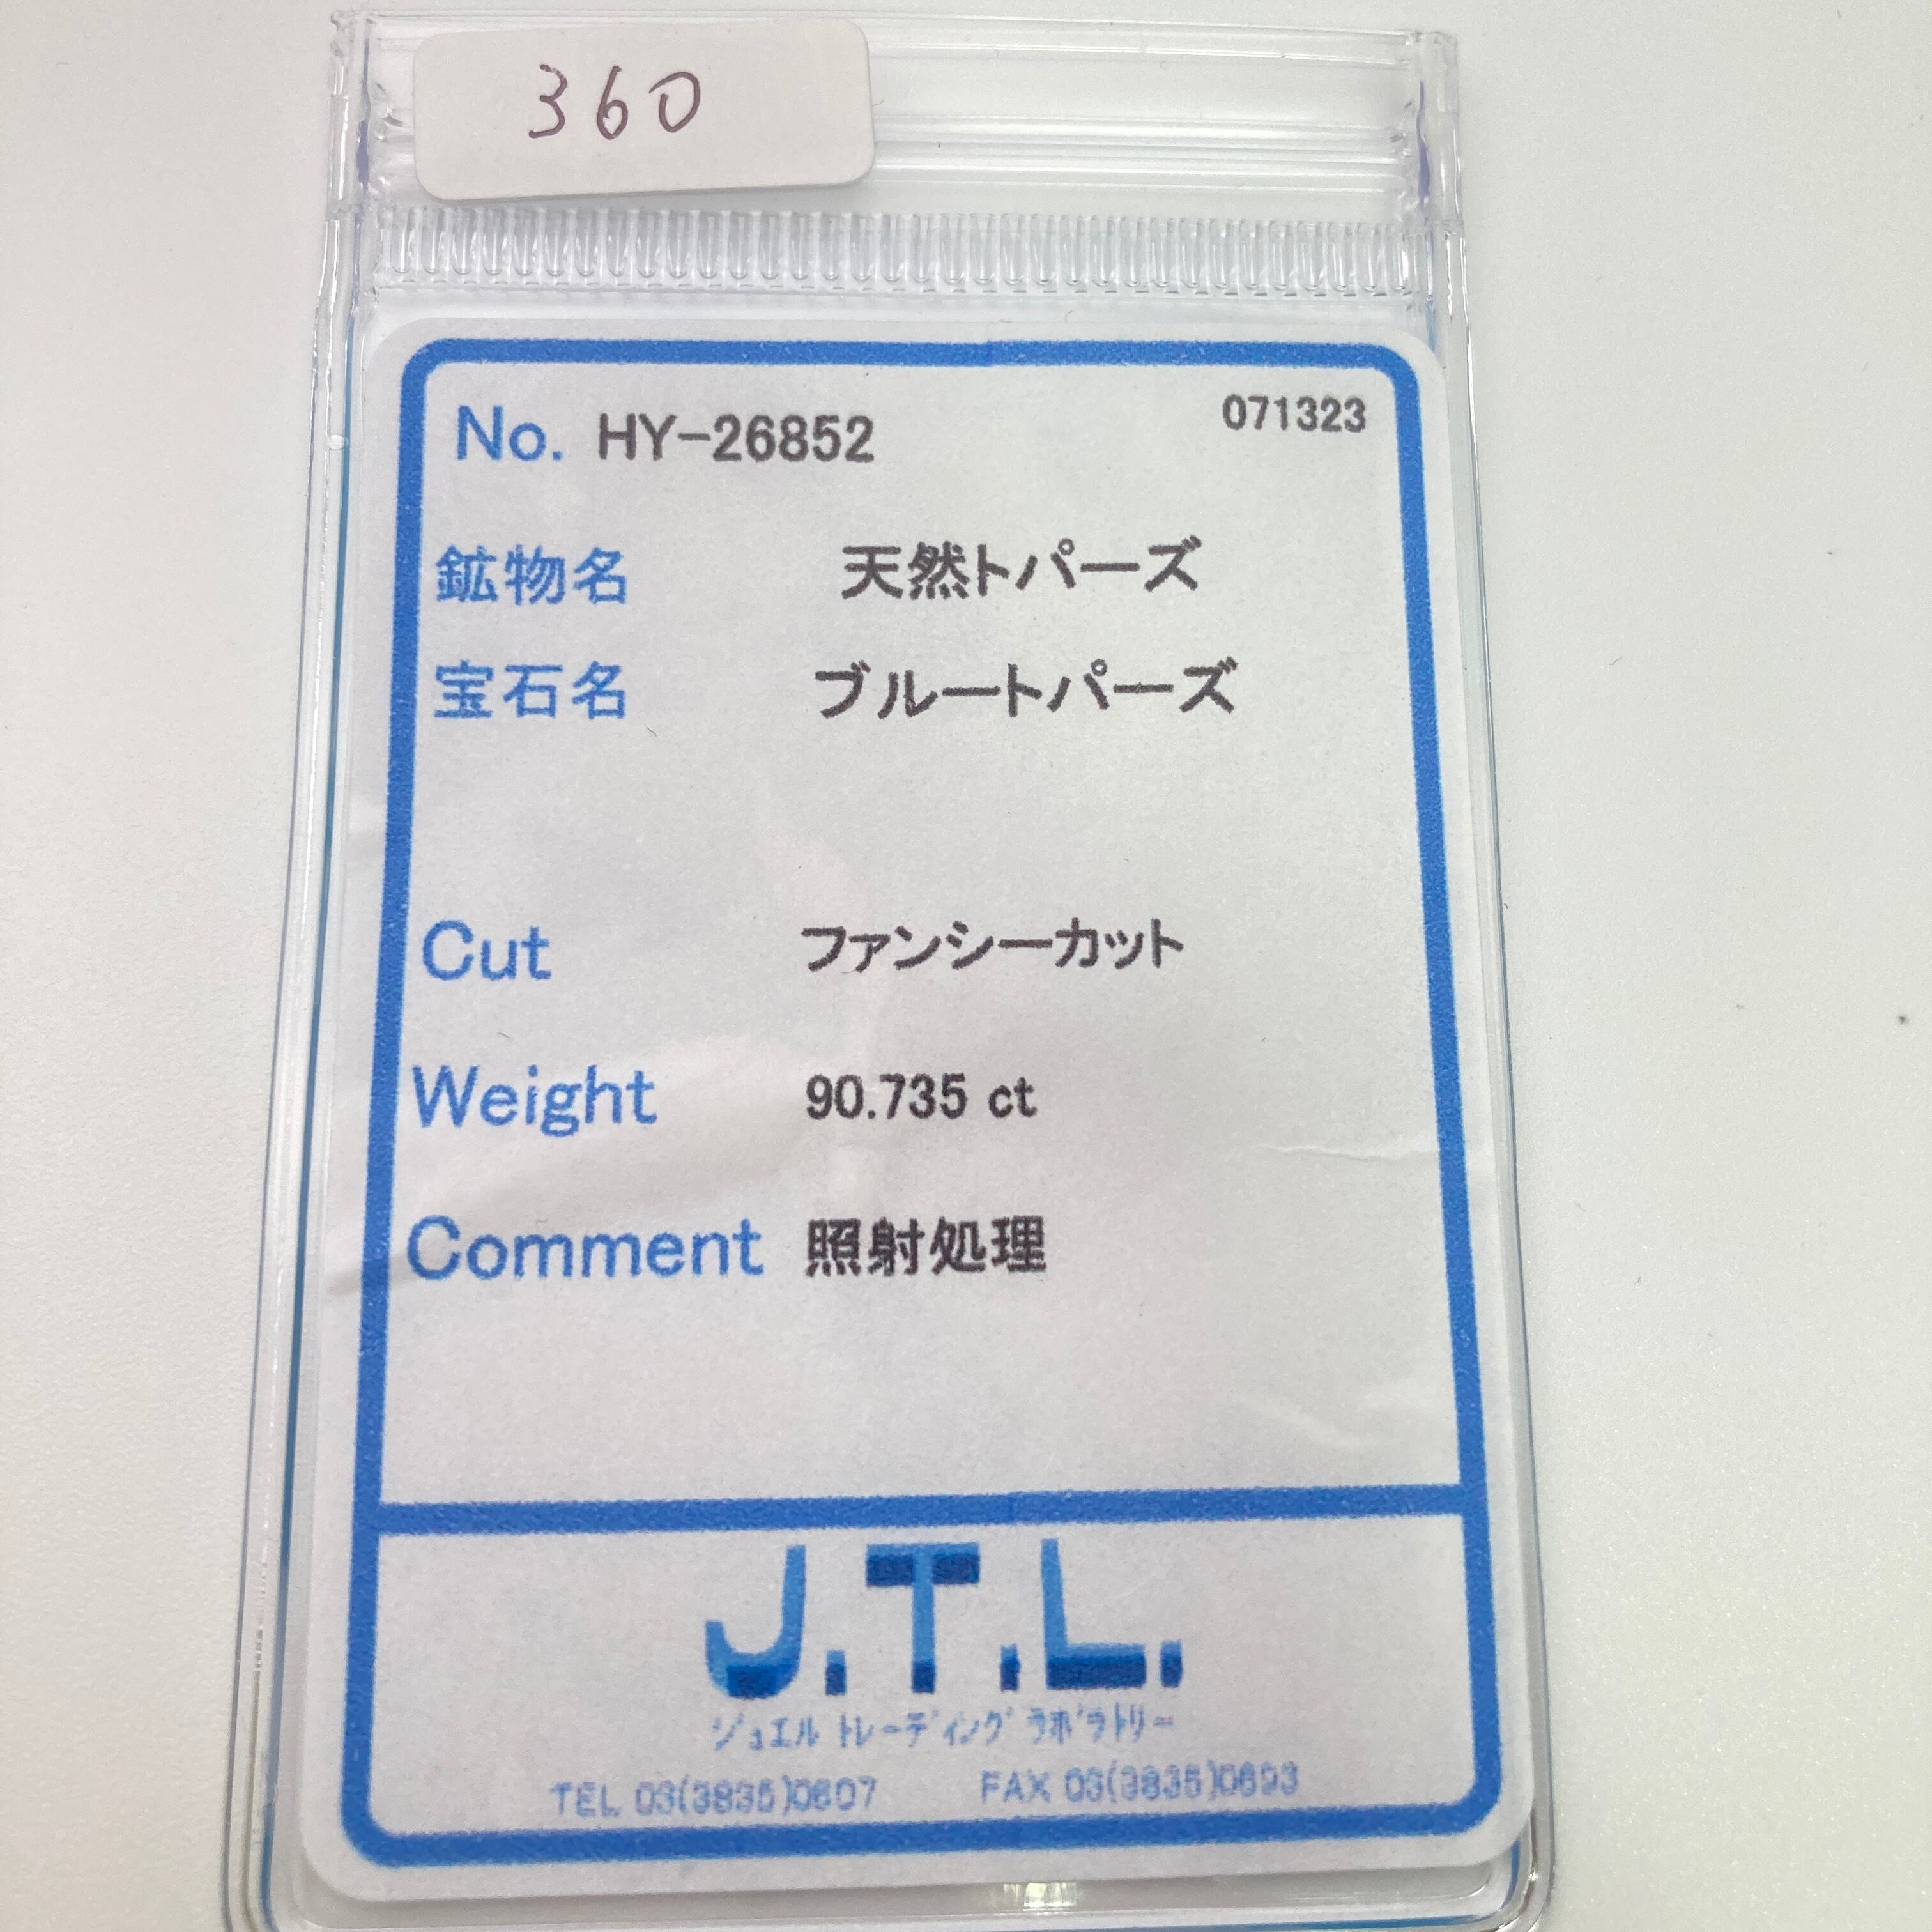 360
No. HY-26852 071323
鉱物名 天然トパーズ
宝石名 ブルートパーズ
Cut ファンシーカット
Weight 90.735 ct
Comment 照射処理
J.T.L.
ジュエル トレーディング ラボラトリー
TEL 03(3835)0607 FAX 03(3835)0693